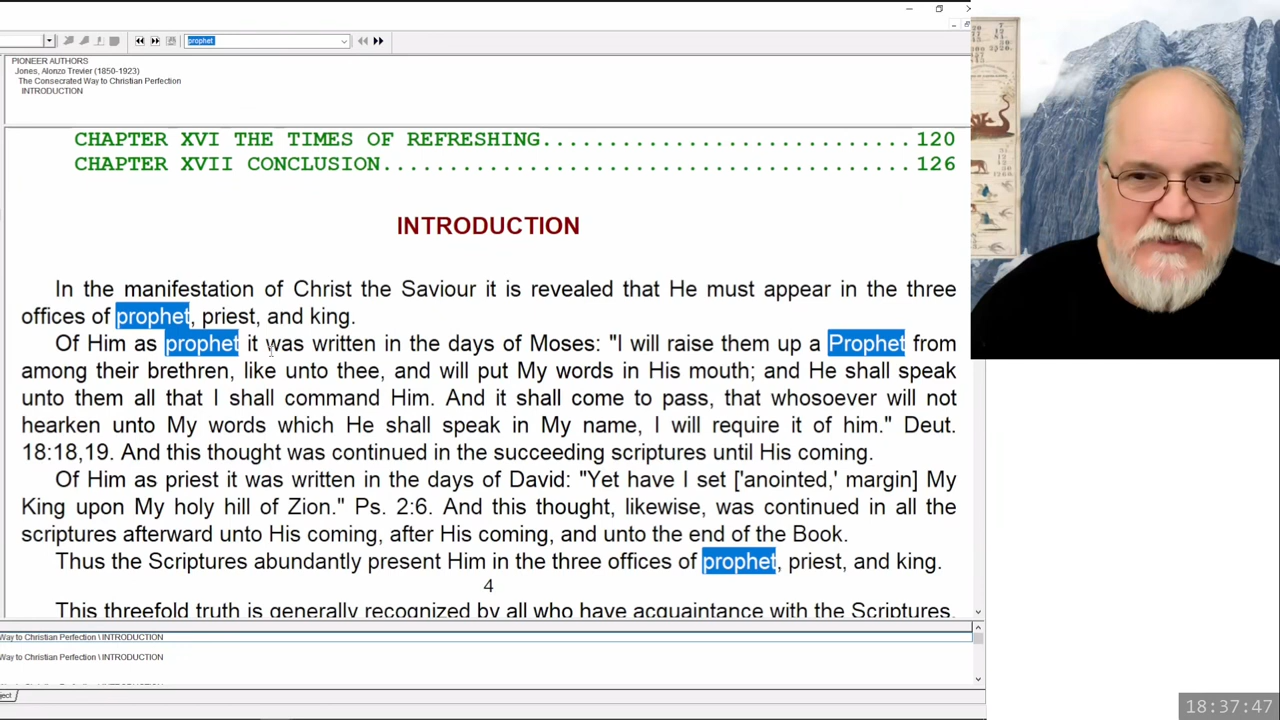 prophet
PIONEER AUTHORS
Jones, Alonzo Trevier (1850-1923)
The Consecrated Way to Christian Perfection
INTRODUCTION
CHAPTER XVI THE TIMES OF REFRESHING............................120
CHAPTER XVII CONCLUSION........................................126
INTRODUCTION
In the manifestation of Christ the Saviour it is revealed that He must appear in the three
offices of prophet, priest, and king.
Of Him as prophet it was written in the days of Moses: "I will raise them up a Prophet from
among their brethren, like unto thee, and will put My words in His mouth; and He shall speak
unto them all that I shall command Him. And it shall come to pass, that whosoever will not
hearken unto My words which He shall speak in My name, I will require it of him." Deut.
18:18,19. And this thought was continued in the succeeding scriptures until His coming.
Of Him as priest it was written in the days of David: "Yet have I set ['anointed,' margin] My
King upon My holy hill of Zion." Ps. 2:6. And this thought, likewise, was continued in all the
scriptures afterward unto His coming, after His coming, and unto the end of the Book.
Thus the Scriptures abundantly present Him in the three offices of prophet, priest, and king.
4
This threefold truth is generally recognized by all who have acquaintance with the Scriptures,
Way to Christian Perfection \ INTRODUCTION
Way to Christian Perfection \ INTRODUCTION
18:37:47